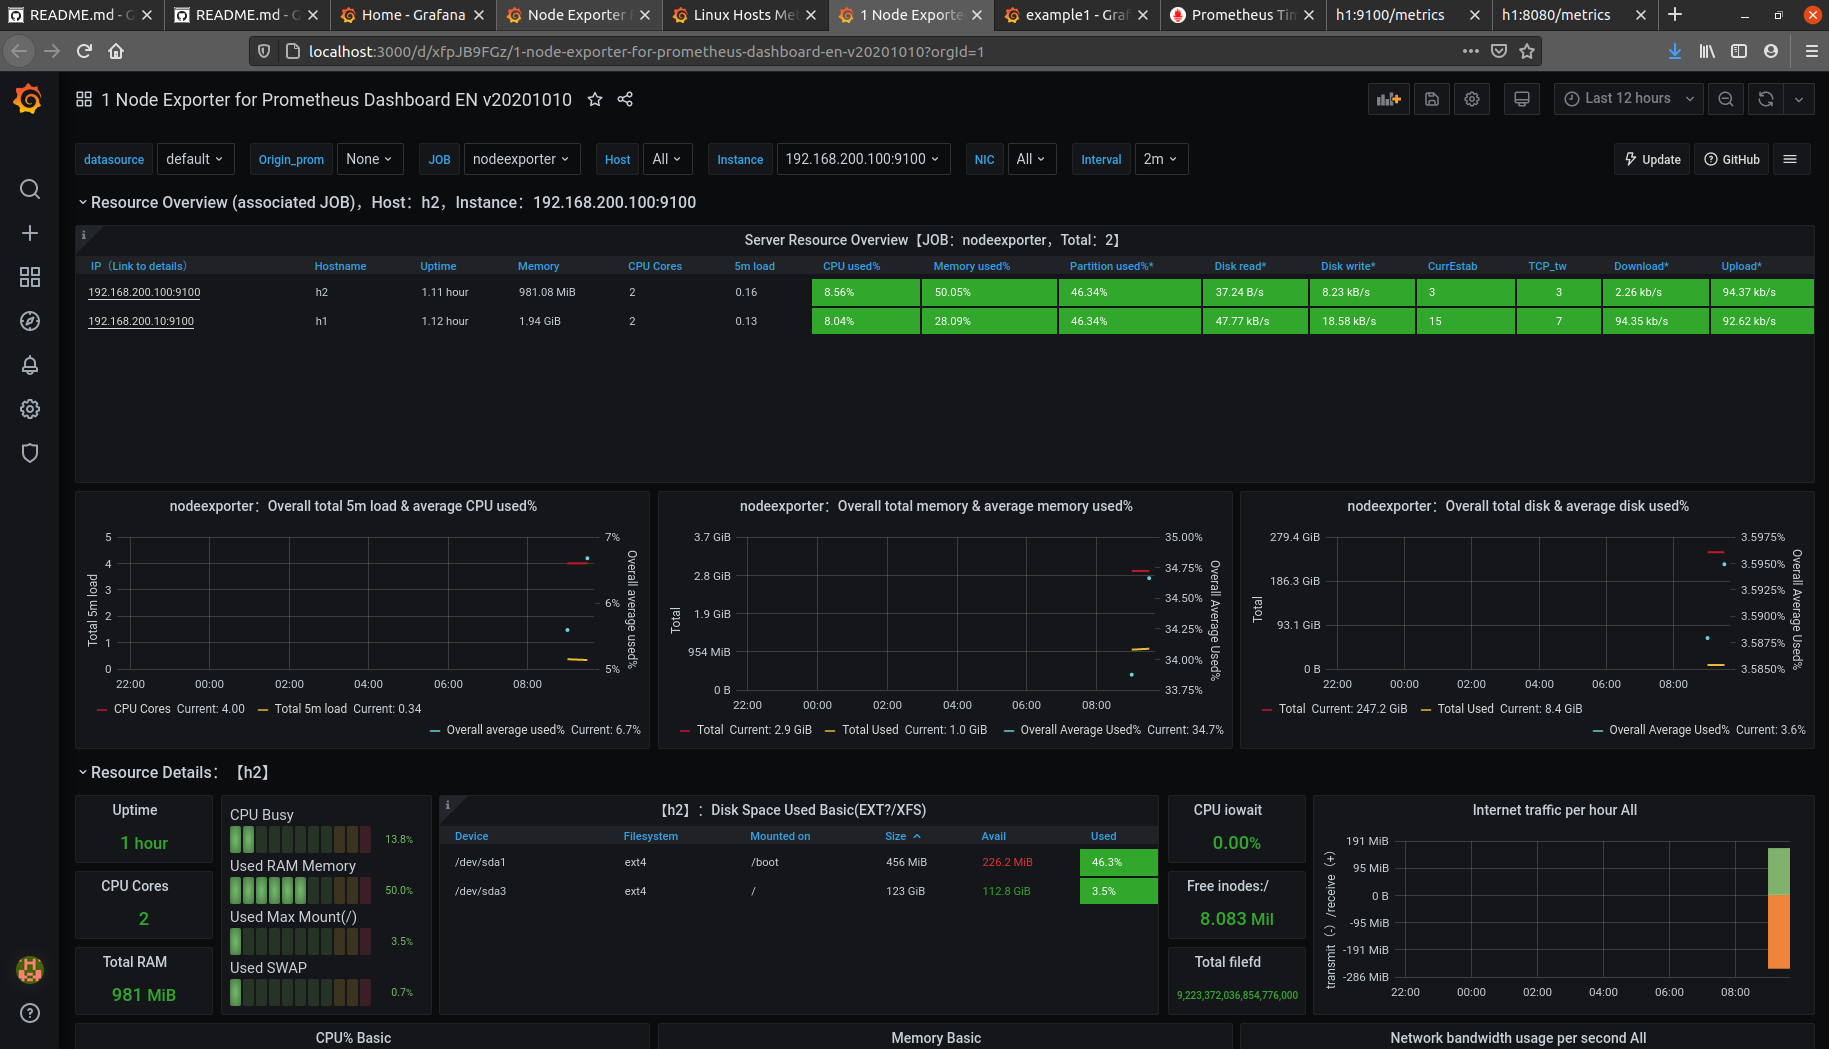 README.md - G
README.md - G
Home - Grafana
Node Exporter F
Linux Hosts Met
1 Node Exporte
example1 - Graf
Prometheus Tim
h1:9100/metrics
h1:8080/metrics
localhost:3000/d/xfpJB9FGz/1-node-exporter-for-prometheus-dashboard-en-v20201010?orgId=1
1 Node Exporter for Prometheus Dashboard EN v20201010
Last 12 hours
datasource default Origin_prom None JOB nodeexporter Host All Instance 192.168.200.100:9100 NIC All Interval 2m Update GitHub
Resource Overview (associated JOB)，Host：h2，Instance：192.168.200.100:9100
Server Resource Overview【JOB：nodeexporter，Total：2】
IP（Link to details） Hostname Uptime Memory CPU Cores 5m load CPU used% Memory used% Partition used%* Disk read* Disk write* CurrEstab TCP_tw Download* Upload*
192.168.200.100:9100 h2 1.11 hour 981.08 MiB 2 0.16 8.56% 50.05% 46.34% 37.24 B/s 8.23 kB/s 3 3 2.26 kb/s 94.37 kb/s
192.168.200.10:9100 h1 1.12 hour 1.94 GiB 2 0.13 8.04% 28.09% 46.34% 47.77 kB/s 18.58 kB/s 15 7 94.35 kb/s 92.62 kb/s
nodeexporter：Overall total 5m load & average CPU used%
5
4
3
2
1
0
Total 5m load
7%
6%
5%
Overall average used%
22:00 00:00 02:00 04:00 06:00 08:00
CPU Cores Current: 4.00 Total 5m load Current: 0.34
Overall average used% Current: 6.7%
nodeexporter：Overall total memory & average memory used%
3.7 GiB
2.8 GiB
1.9 GiB
954 MiB
0 B
Total
35.00%
34.75%
34.50%
34.25%
34.00%
33.75%
Overall Average Used%
22:00 00:00 02:00 04:00 06:00 08:00
Total Current: 2.9 GiB Total Used Current: 1.0 GiB Overall Average Used% Current: 34.7%
nodeexporter：Overall total disk & average disk used%
279.4 GiB
186.3 GiB
93.1 GiB
0 B
Total
3.5975%
3.5950%
3.5925%
3.5900%
3.5875%
3.5850%
Overall Average Used%
22:00 00:00 02:00 04:00 06:00 08:00
Total Current: 247.2 GiB Total Used Current: 8.4 GiB
Overall Average Used% Current: 3.6%
Resource Details：【h2】
Uptime
1 hour
CPU Cores
2
Total RAM
981 MiB
CPU Busy
13.8%
Used RAM Memory
50.0%
Used Max Mount(/)
3.5%
Used SWAP
0.7%
【h2】：Disk Space Used Basic(EXT?/XFS)
Device Filesystem Mounted on Size Avail Used
/dev/sda1 ext4 /boot 456 MiB 226.2 MiB 46.3%
/dev/sda3 ext4 / 123 GiB 112.8 GiB 3.5%
CPU iowait
0.00%
Free inodes:/
8.083 Mil
Total filefd
9,223,372,036,854,776,000
Internet traffic per hour All
191 MiB
95 MiB
0 B
-95 MiB
-191 MiB
-286 MiB
transmit（-）/receive（+）
22:00 00:00 02:00 04:00 06:00 08:00
CPU% Basic
Memory Basic
Network bandwidth usage per second All